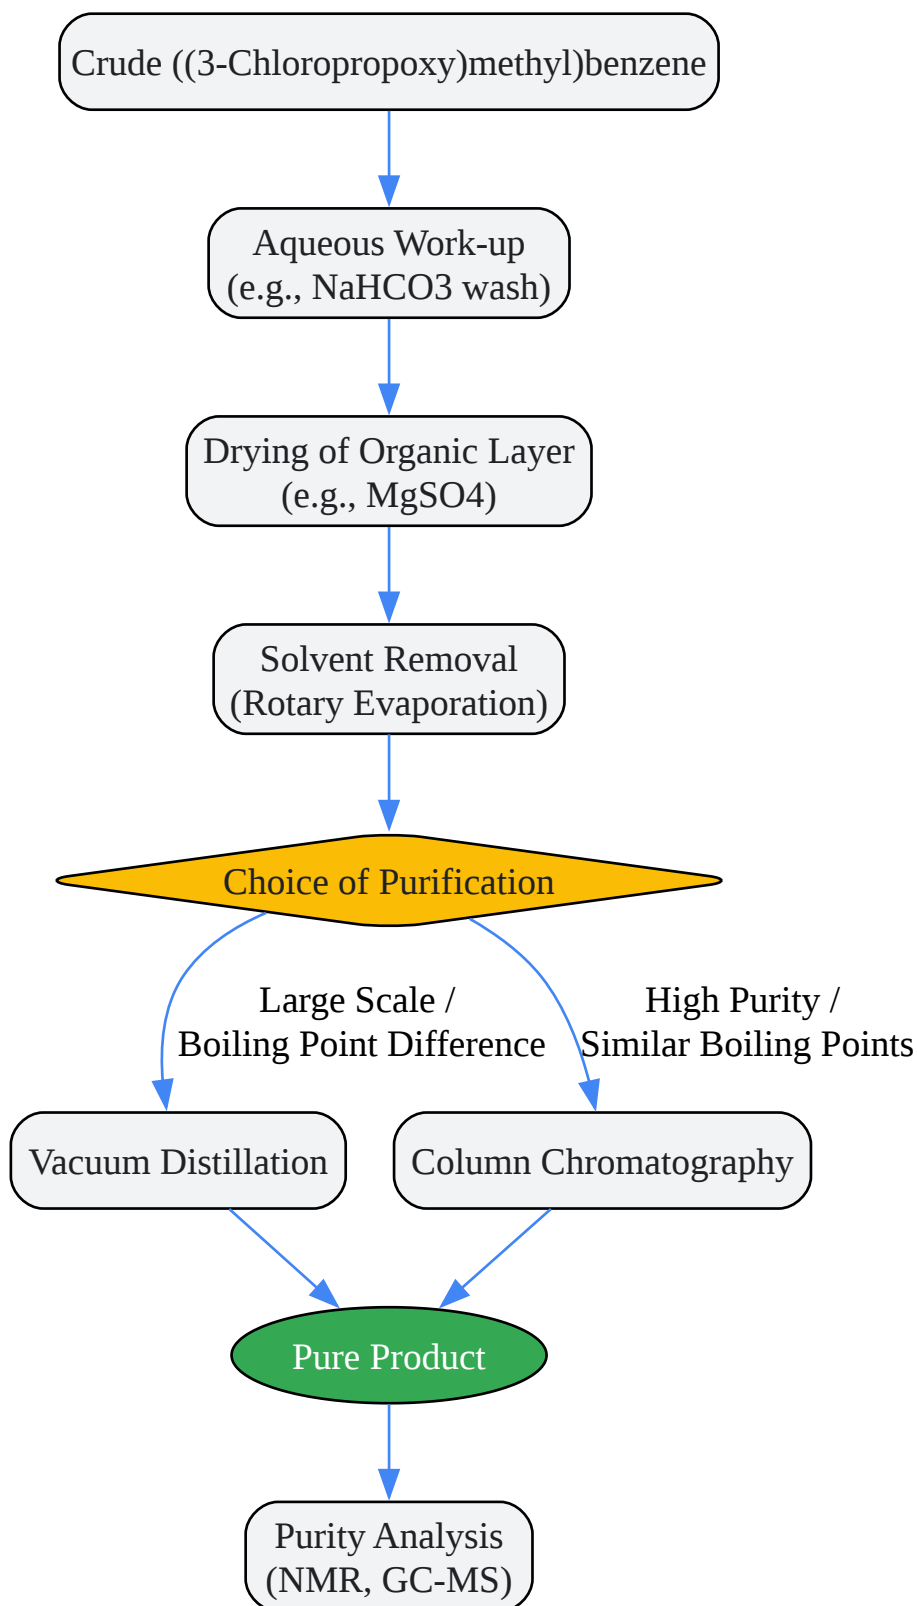 Crude ((3-Chloropropoxy)methyl)benzene
Aqueous Work-up
(e.g., NaHCO3 wash)
Drying of Organic Layer
(e.g., MgSO4)
Solvent Removal
(Rotary Evaporation)
Choice of Purification
Large Scale /
Boiling Point Difference
High Purity /
Similar Boiling Points
Vacuum Distillation
Column Chromatography
Pure Product
Purity Analysis
(NMR, GC-MS)